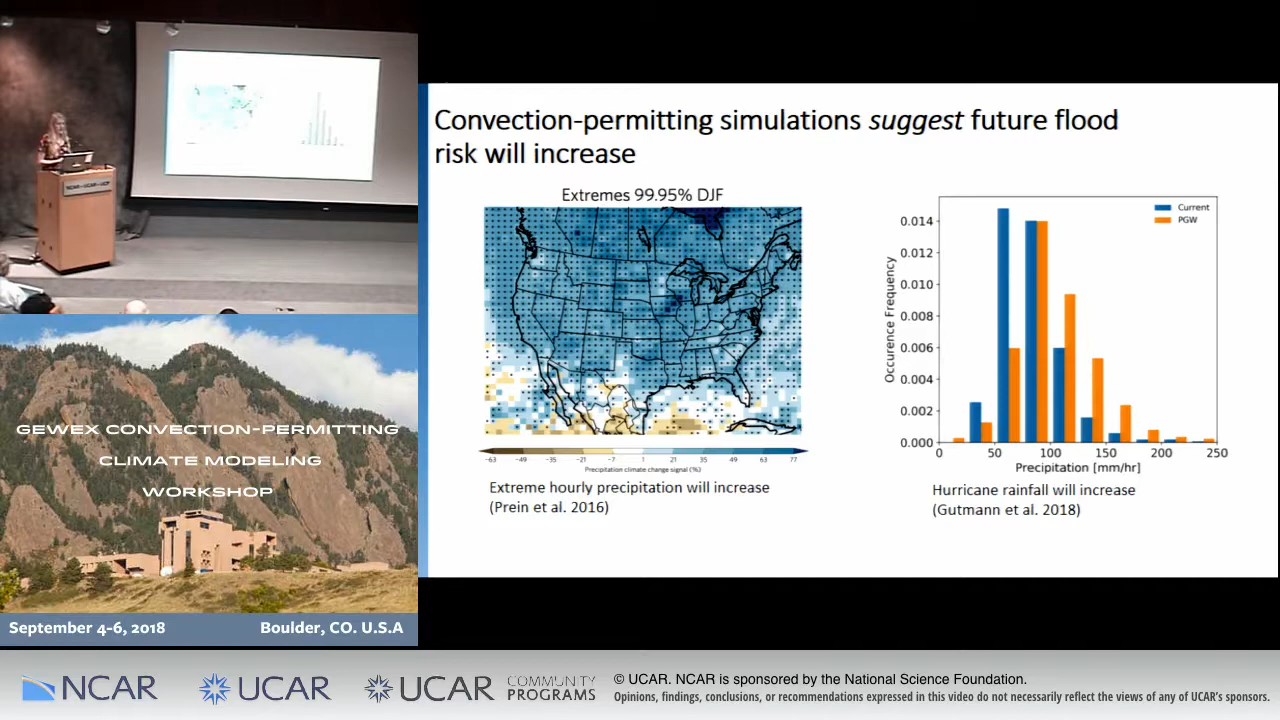 Convection-permitting simulations suggest future flood
risk will increase
Extremes 99.95% DJF
−63 −49 −35 −21 −7 1 21 35 49 63 77
Precipitation climate change signal (%)
Extreme hourly precipitation will increase
(Prein et al. 2016)
Current
PGW
0.014
0.012
0.010
0.008
0.006
0.004
0.002
0.000
Occurence Frequency
0 50 100 150 200 250
Precipitation [mm/hr]
Hurricane rainfall will increase
(Gutmann et al. 2018)
NCAR
UCAR
GEWEX CONVECTION-PERMITTING
CLIMATE MODELING
WORKSHOP
September 4-6, 2018 Boulder, CO. U.S.A
NCAR
UCAR
UCAR
COMMUNITY
PROGRAMS
© UCAR. NCAR is sponsored by the National Science Foundation.
Opinions, findings, conclusions, or recommendations expressed in this video do not necessarily reflect the views of any of UCAR's sponsors.